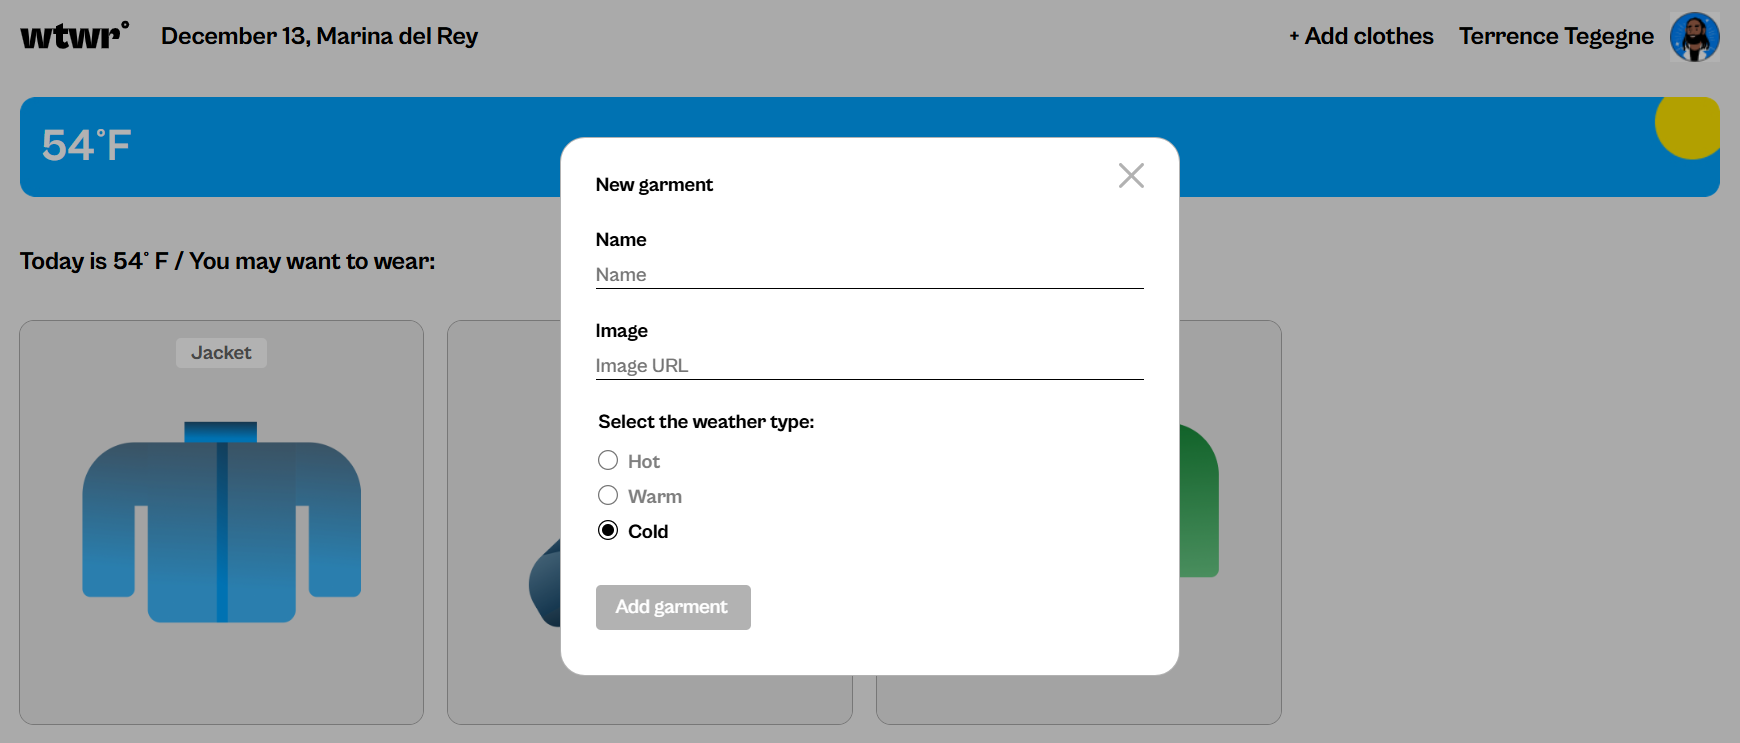 wtwr°
December 13, Marina del Rey
+ Add clothes
Terrence Tegegne
54°F
Today is 54° F / You may want to wear:
Jacket
New garment
Name
Name
Image
Image URL
Select the weather type:
Hot
Warm
Cold
Add garment